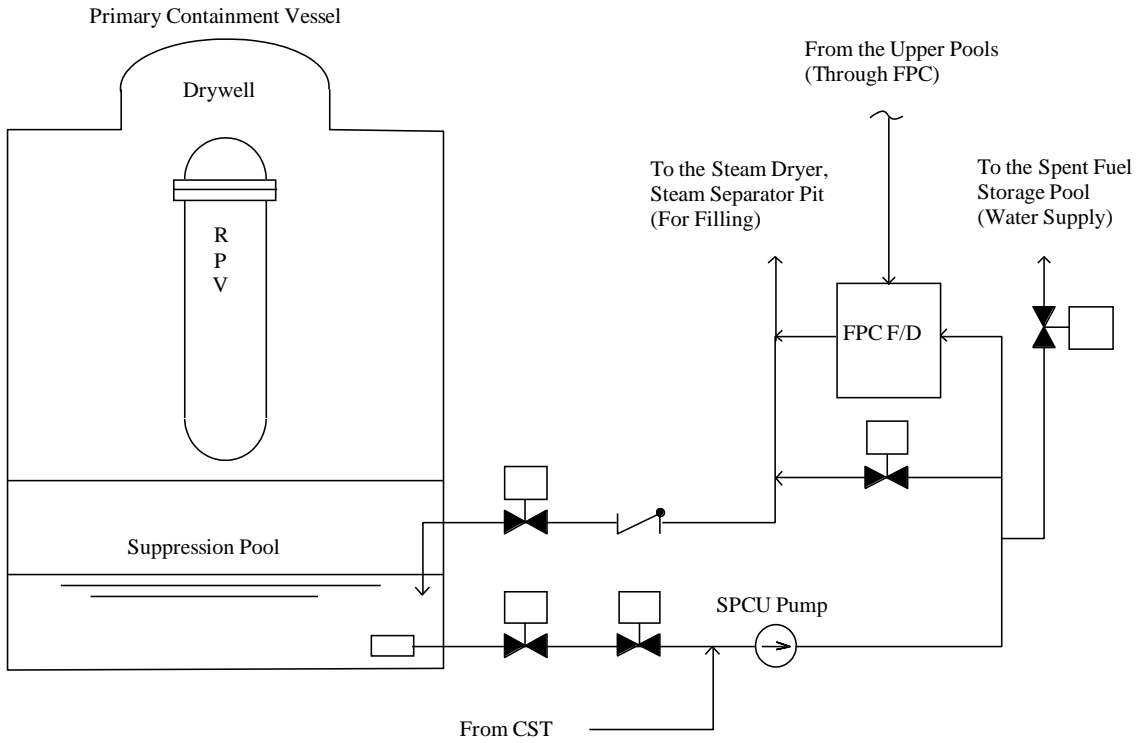 Primary Containment Vessel
Drywell
R
P
V
Suppression Pool
From the Upper Pools
(Through FPC)
To the Steam Dryer,
Steam Separator Pit
(For Filling)
To the Spent Fuel
Storage Pool
(Water Supply)
FPC F/D
SPCU Pump
From CST